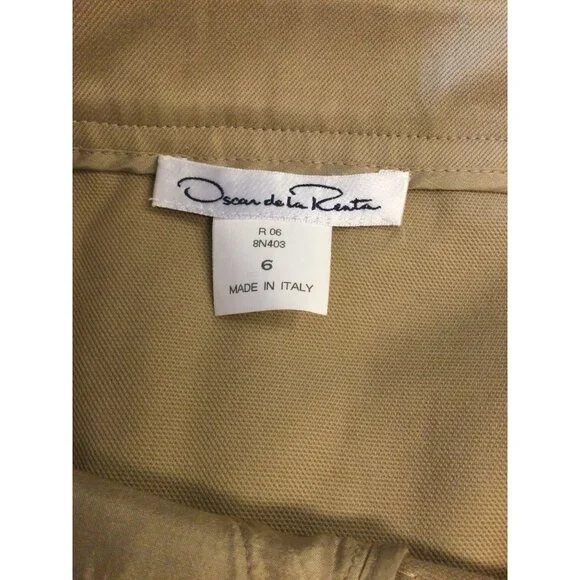 Oscar de la Renta
R 06
8N403
6
MADE IN ITALY